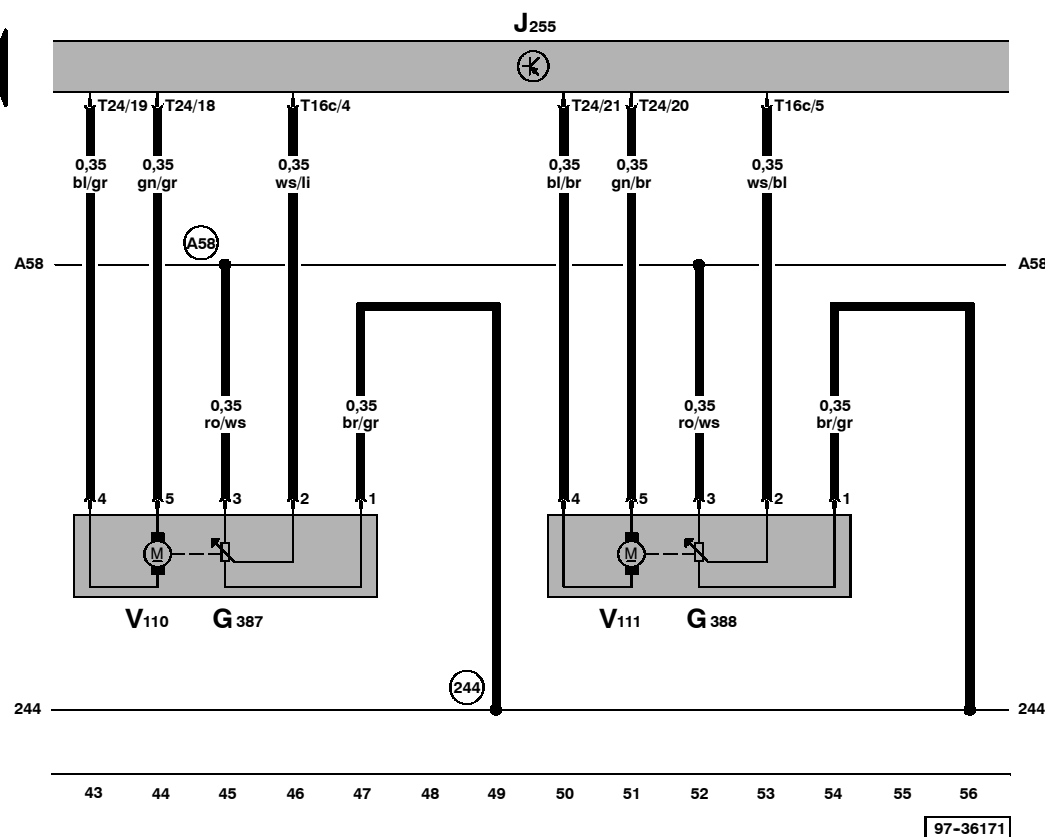 J255
T24/19 T24/18 T16c/4 T24/21 T24/20 T16c/5
0,35 0,35 0,35 0,35 0,35 0,35
bl/gr gn/gr ws/li bl/br gn/br ws/bl
A58
A58 A58
0,35 0,35 0,35 0,35
ro/ws br/gr ro/ws br/gr
4 5 3 2 1 4 5 3 2 1
M M
V110 G387 V111 G388
244
244 244
43 44 45 46 47 48 49 50 51 52 53 54 55 56
97-36171